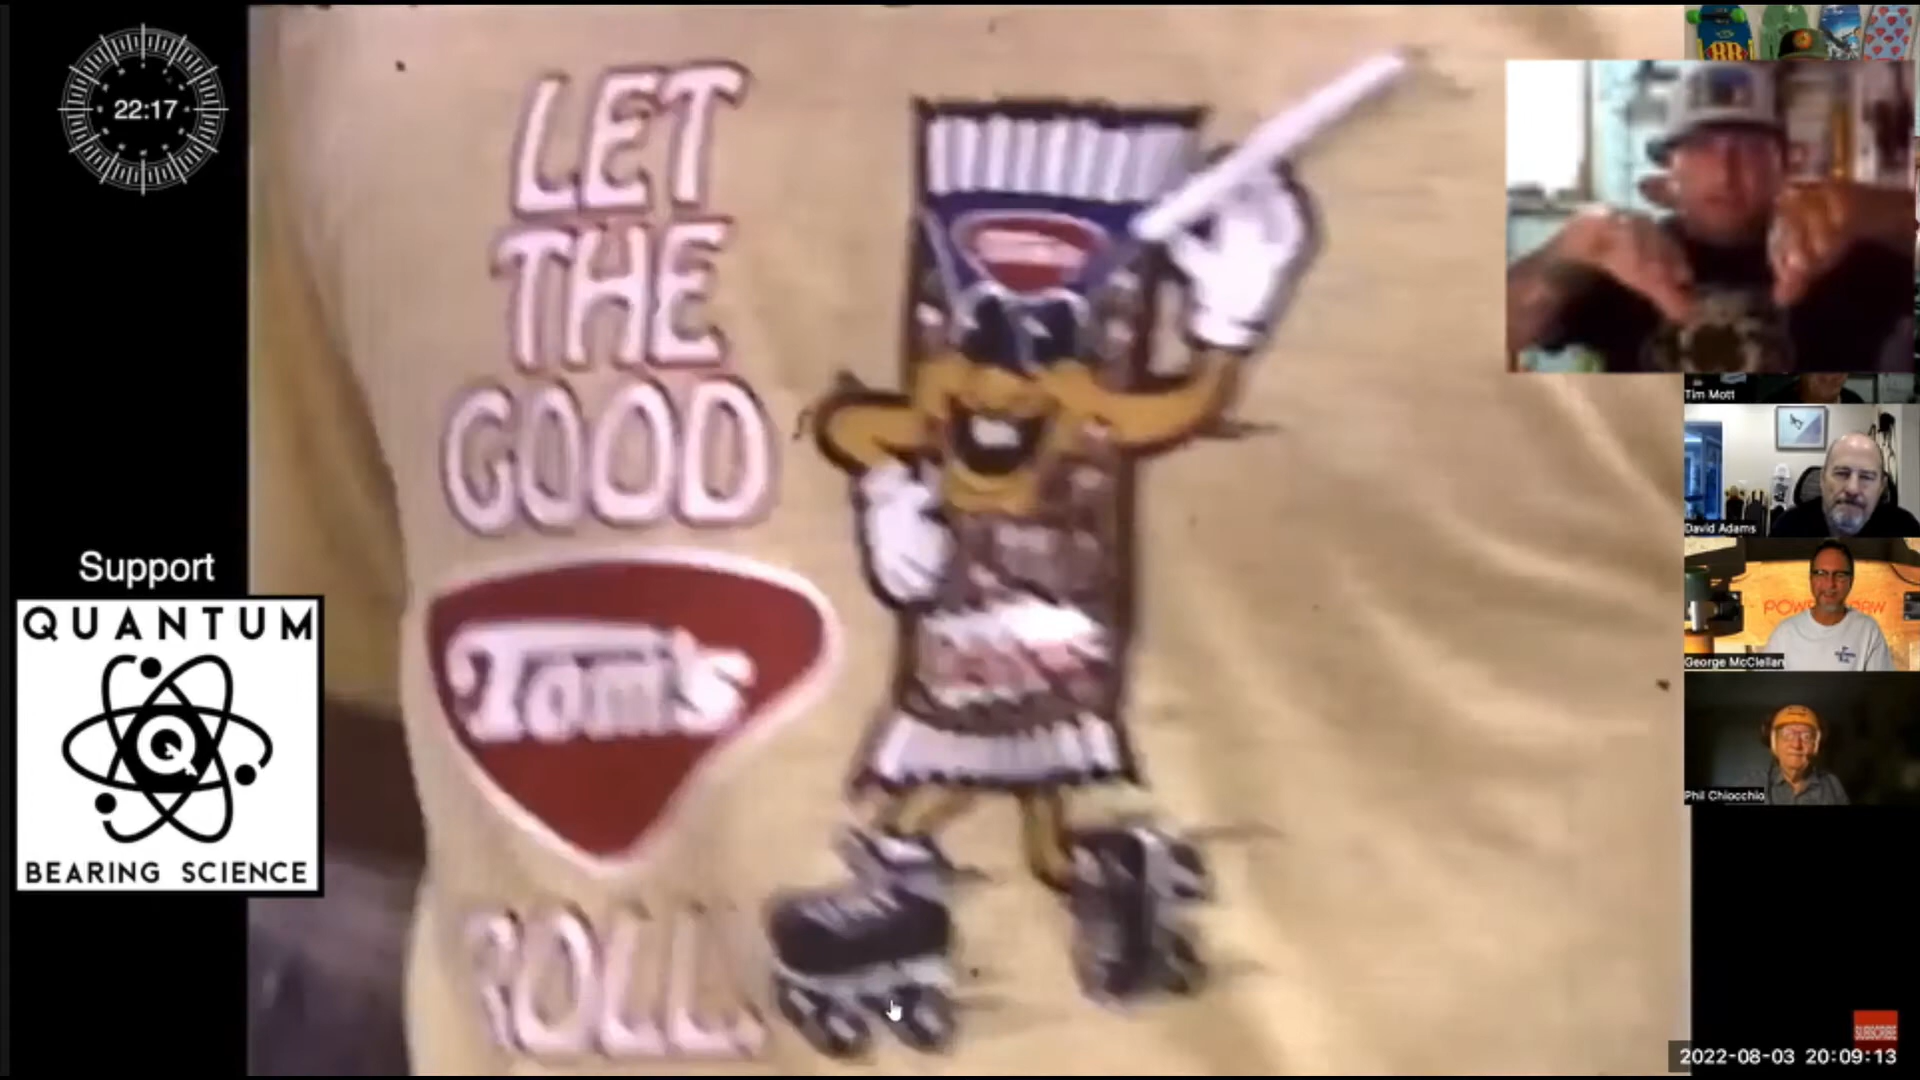 22:17
LET
THE
GOOD
Tom's
ROLL.
Support
QUANTUM
Q
BEARING SCIENCE
Tim Mott
David Adams
George McClellan
Phil Chiocchio
SUBSCRIBE
2022-08-03 20:09:13